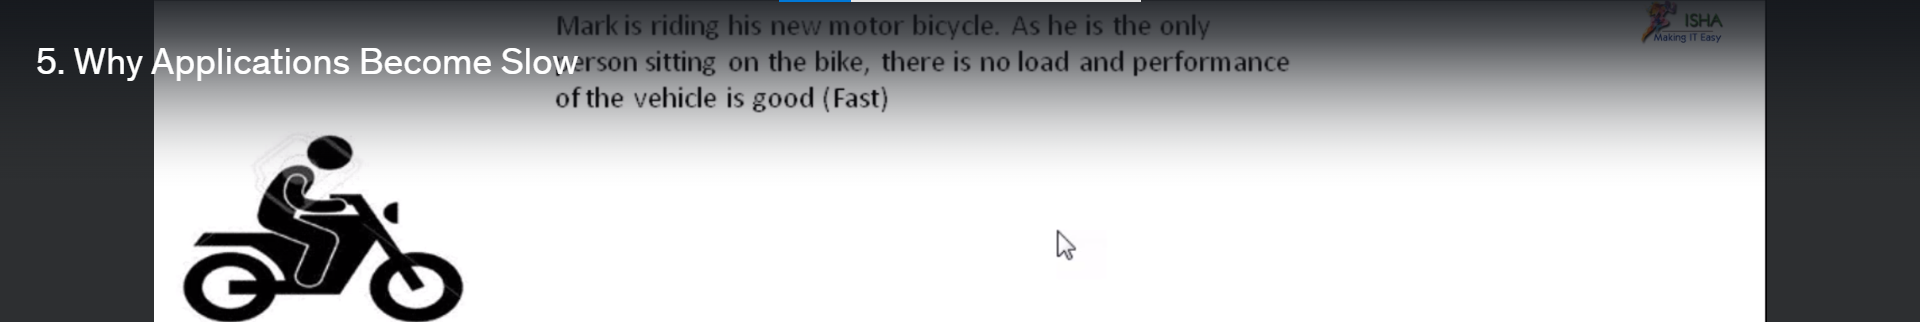 Mark is riding his new motor bicycle. As he is the only
5. Why Applications Become Slow
person sitting on the bike, there is no load and performance
of the vehicle is good (Fast)
ISHA
Making IT Easy